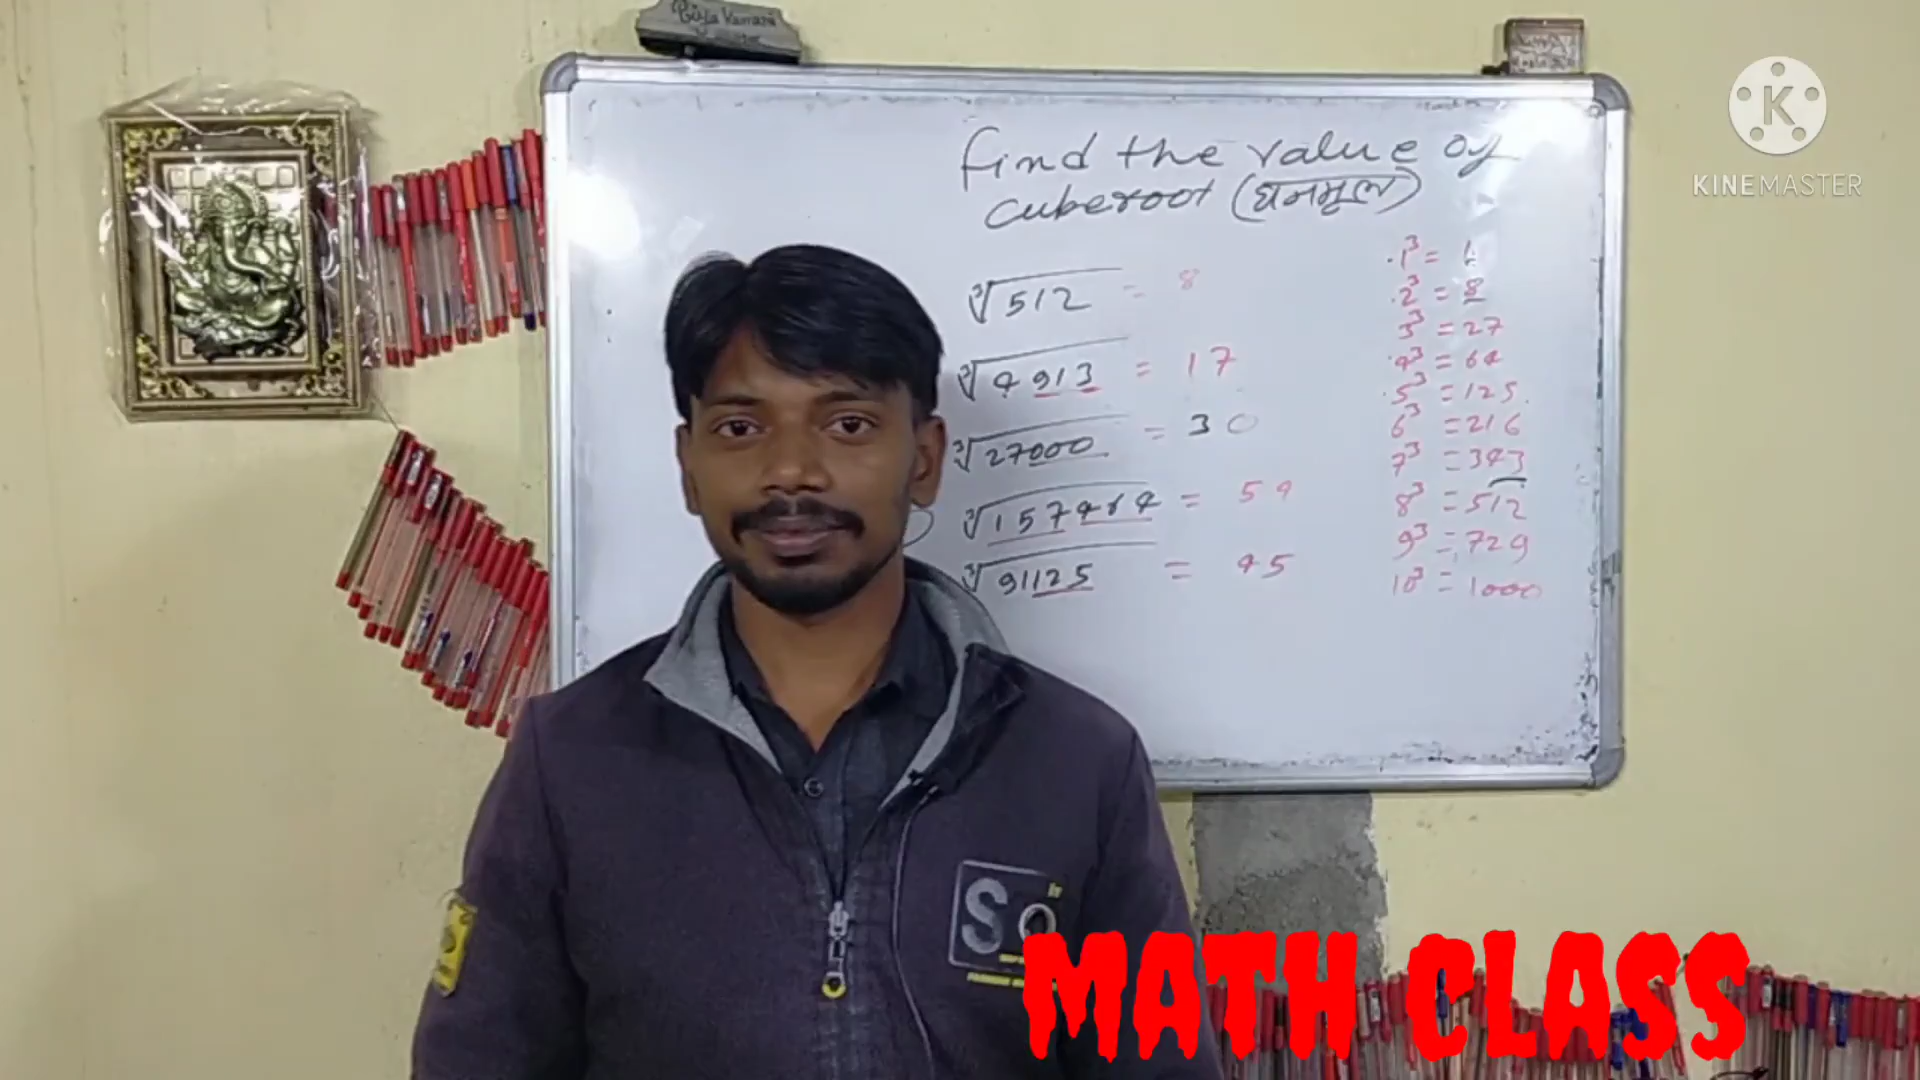 Kumari
K
KINEMASTER
Find the value of
cuberoot (घनमूल)
∛512 = 8
∛4913 = 17
∛27000 = 30
∛157464 = 54
∛91125 = 45
1³ = 1
2³ = 8
3³ = 27
4³ = 64
5³ = 125
6³ = 216
7³ = 343
8³ = 512
9³ = 729
10³ = 1000
SO
MATH CLASS